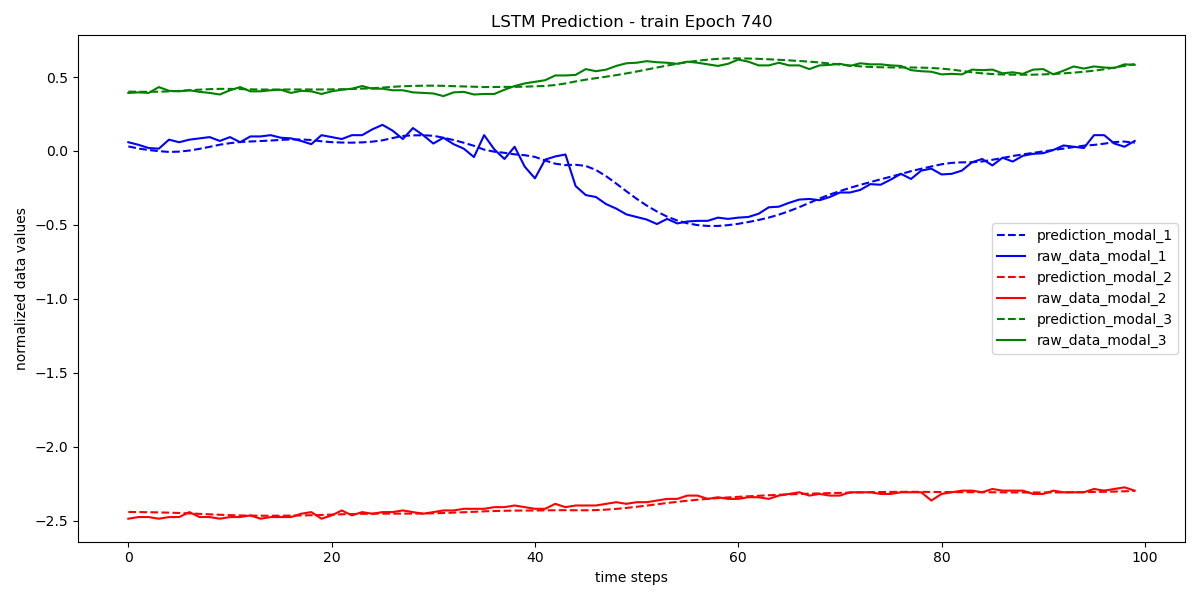 LSTM Prediction - train Epoch 740
normalized data values
0.5
0.0
−0.5
−1.0
−1.5
−2.0
−2.5
prediction_modal_1
raw_data_modal_1
prediction_modal_2
raw_data_modal_2
prediction_modal_3
raw_data_modal_3
0 20 40 60 80 100
time steps